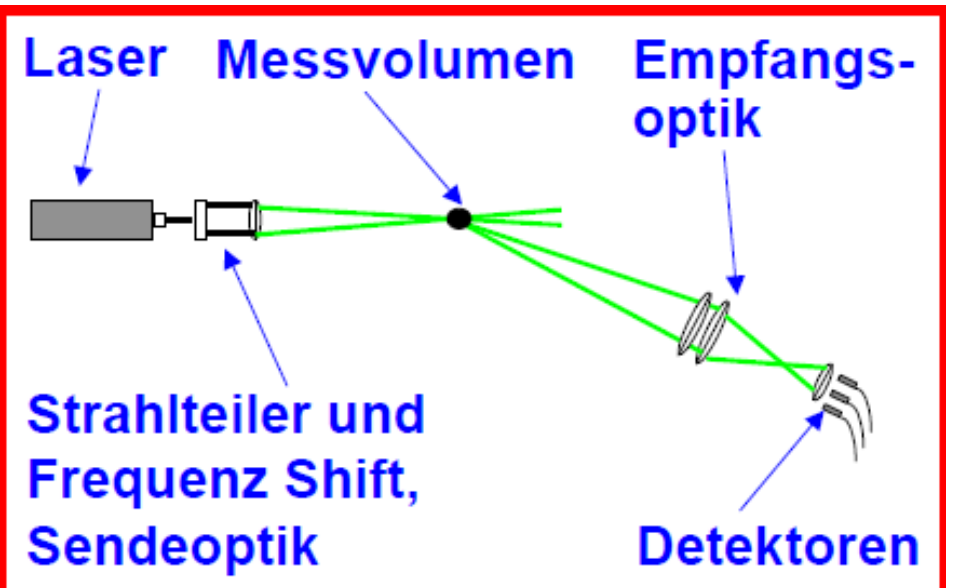 Laser
Messvolumen
Empfangs-
optik
Strahlteiler und
Frequenz Shift,
Sendeoptik
Detektoren